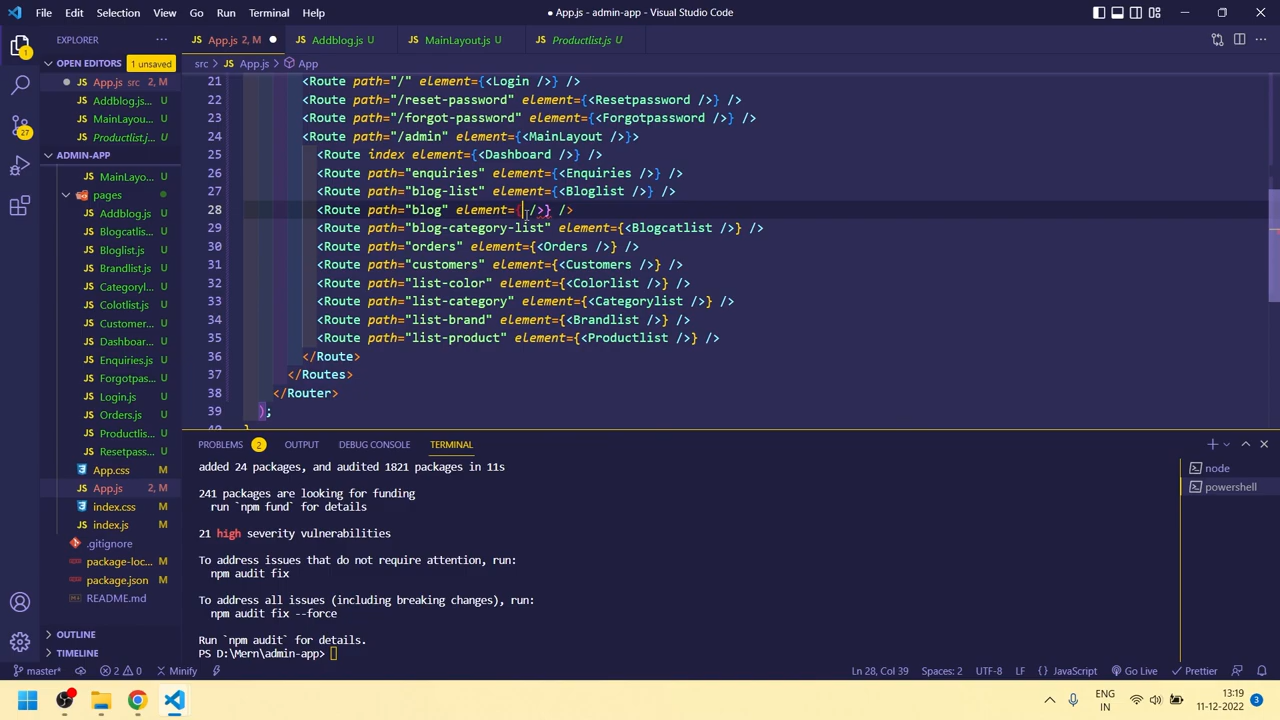 File Edit Selection View Go Run Terminal Help
● App.js - admin-app - Visual Studio Code
EXPLORER
OPEN EDITORS 1 unsaved
App.js src 2, M
Addblog.js U
MainLayou... U
Productlist.j... U
ADMIN-APP
MainLayou... U
pages
Addblog.js U
Blogcatlis... U
Bloglist.js U
Brandlist.js U
Categoryl... U
Colotlist.js U
Customer... U
Dashboar... U
Enquiries.js U
Forgotpas... U
Login.js U
Orders.js U
Productlis... U
Resetpass... U
App.css M
App.js 2, M
index.css M
index.js M
.gitignore
package-loc... M
package.json M
README.md
OUTLINE
TIMELINE
App.js 2, M Addblog.js U MainLayout.js U Productlist.js U
src > App.js > App
21 <Route path="/" element={<Login />} />
22 <Route path="/reset-password" element={<Resetpassword />} />
23 <Route path="/forgot-password" element={<Forgotpassword />} />
24 <Route path="/admin" element={<MainLayout />}>
25 <Route index element={<Dashboard />} />
26 <Route path="enquiries" element={<Enquiries />} />
27 <Route path="blog-list" element={<Bloglist />} />
28 <Route path="blog" element={ />} />
29 <Route path="blog-category-list" element={<Blogcatlist />} />
30 <Route path="orders" element={<Orders />} />
31 <Route path="customers" element={<Customers />} />
32 <Route path="list-color" element={<Colorlist />} />
33 <Route path="list-category" element={<Categorylist />} />
34 <Route path="list-brand" element={<Brandlist />} />
35 <Route path="list-product" element={<Productlist />} />
36 </Route>
37 </Routes>
38 </Router>
39 );
40 }
PROBLEMS 2 OUTPUT DEBUG CONSOLE TERMINAL
added 24 packages, and audited 1821 packages in 11s
241 packages are looking for funding
run `npm fund` for details
21 high severity vulnerabilities
To address issues that do not require attention, run:
npm audit fix
To address all issues (including breaking changes), run:
npm audit fix --force
Run `npm audit` for details.
PS D:\Mern\admin-app>
node
powershell
1
27
master* 2 0 Minify
Ln 28, Col 39 Spaces: 2 UTF-8 LF {} JavaScript Go Live Prettier
ENG
IN
13:19
11-12-2022
3